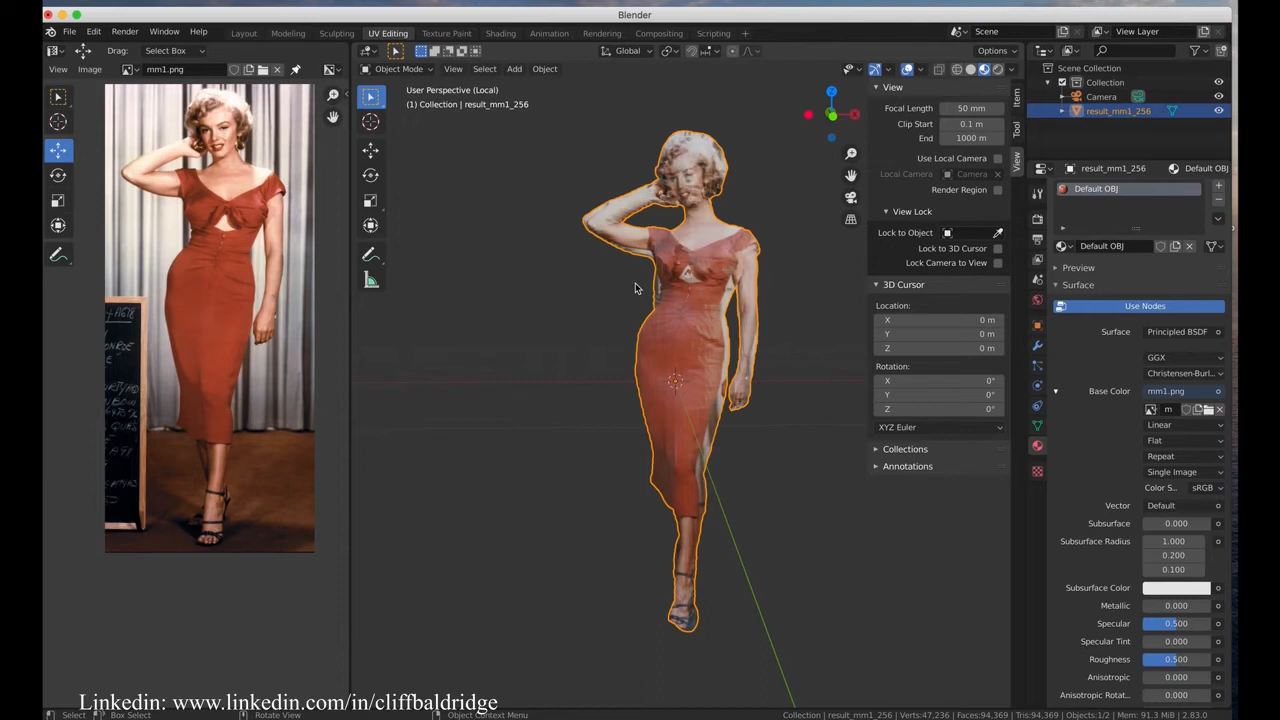 Blender
File Edit Render Window Help Layout Modeling Sculpting UV Editing Texture Paint Shading Animation Rendering Compositing Scripting + Scene View Layer
Drag: Select Box Global Options
View Image mm1.png Object Mode View Select Add Object
User Perspective (Local)
(1) Collection | result_mm1_256
Scene Collection
Collection
Camera
result_mm1_256
View
Focal Length 50 mm
Clip Start 0.1 m
End 1000 m
Use Local Camera
Local Camera Camera
Render Region
View Lock
Lock to Object
Lock to 3D Cursor
Lock Camera to View
3D Cursor
Location:
X 0 m
Y 0 m
Z 0 m
Rotation:
X 0°
Y 0°
Z 0°
XYZ Euler
Collections
Annotations
Item
Tool
View
result_mm1_256 Default OBJ
Default OBJ
Default OBJ
Preview
Surface
Use Nodes
Surface Principled BSDF
GGX
Christensen-Burl..
Base Color mm1.png
m
Linear
Flat
Repeat
Single Image
Color S... sRGB
Vector Default
Subsurface 0.000
Subsurface Radius 1.000
0.200
0.100
Subsurface Color
Metallic 0.000
Specular 0.500
Specular Tint 0.000
Roughness 0.500
Anisotropic 0.000
Anisotropic Rotat... 0.000
Linkedin: www.linkedin.com/in/cliffbaldridge
Select Box Select Rotate View Object Context Menu Collection | result_mm1_256 | Verts:47,236 | Faces:94,369 | Tris:94,369 | Objects:1/2 | Mem: 91.3 MiB | 2.83.0